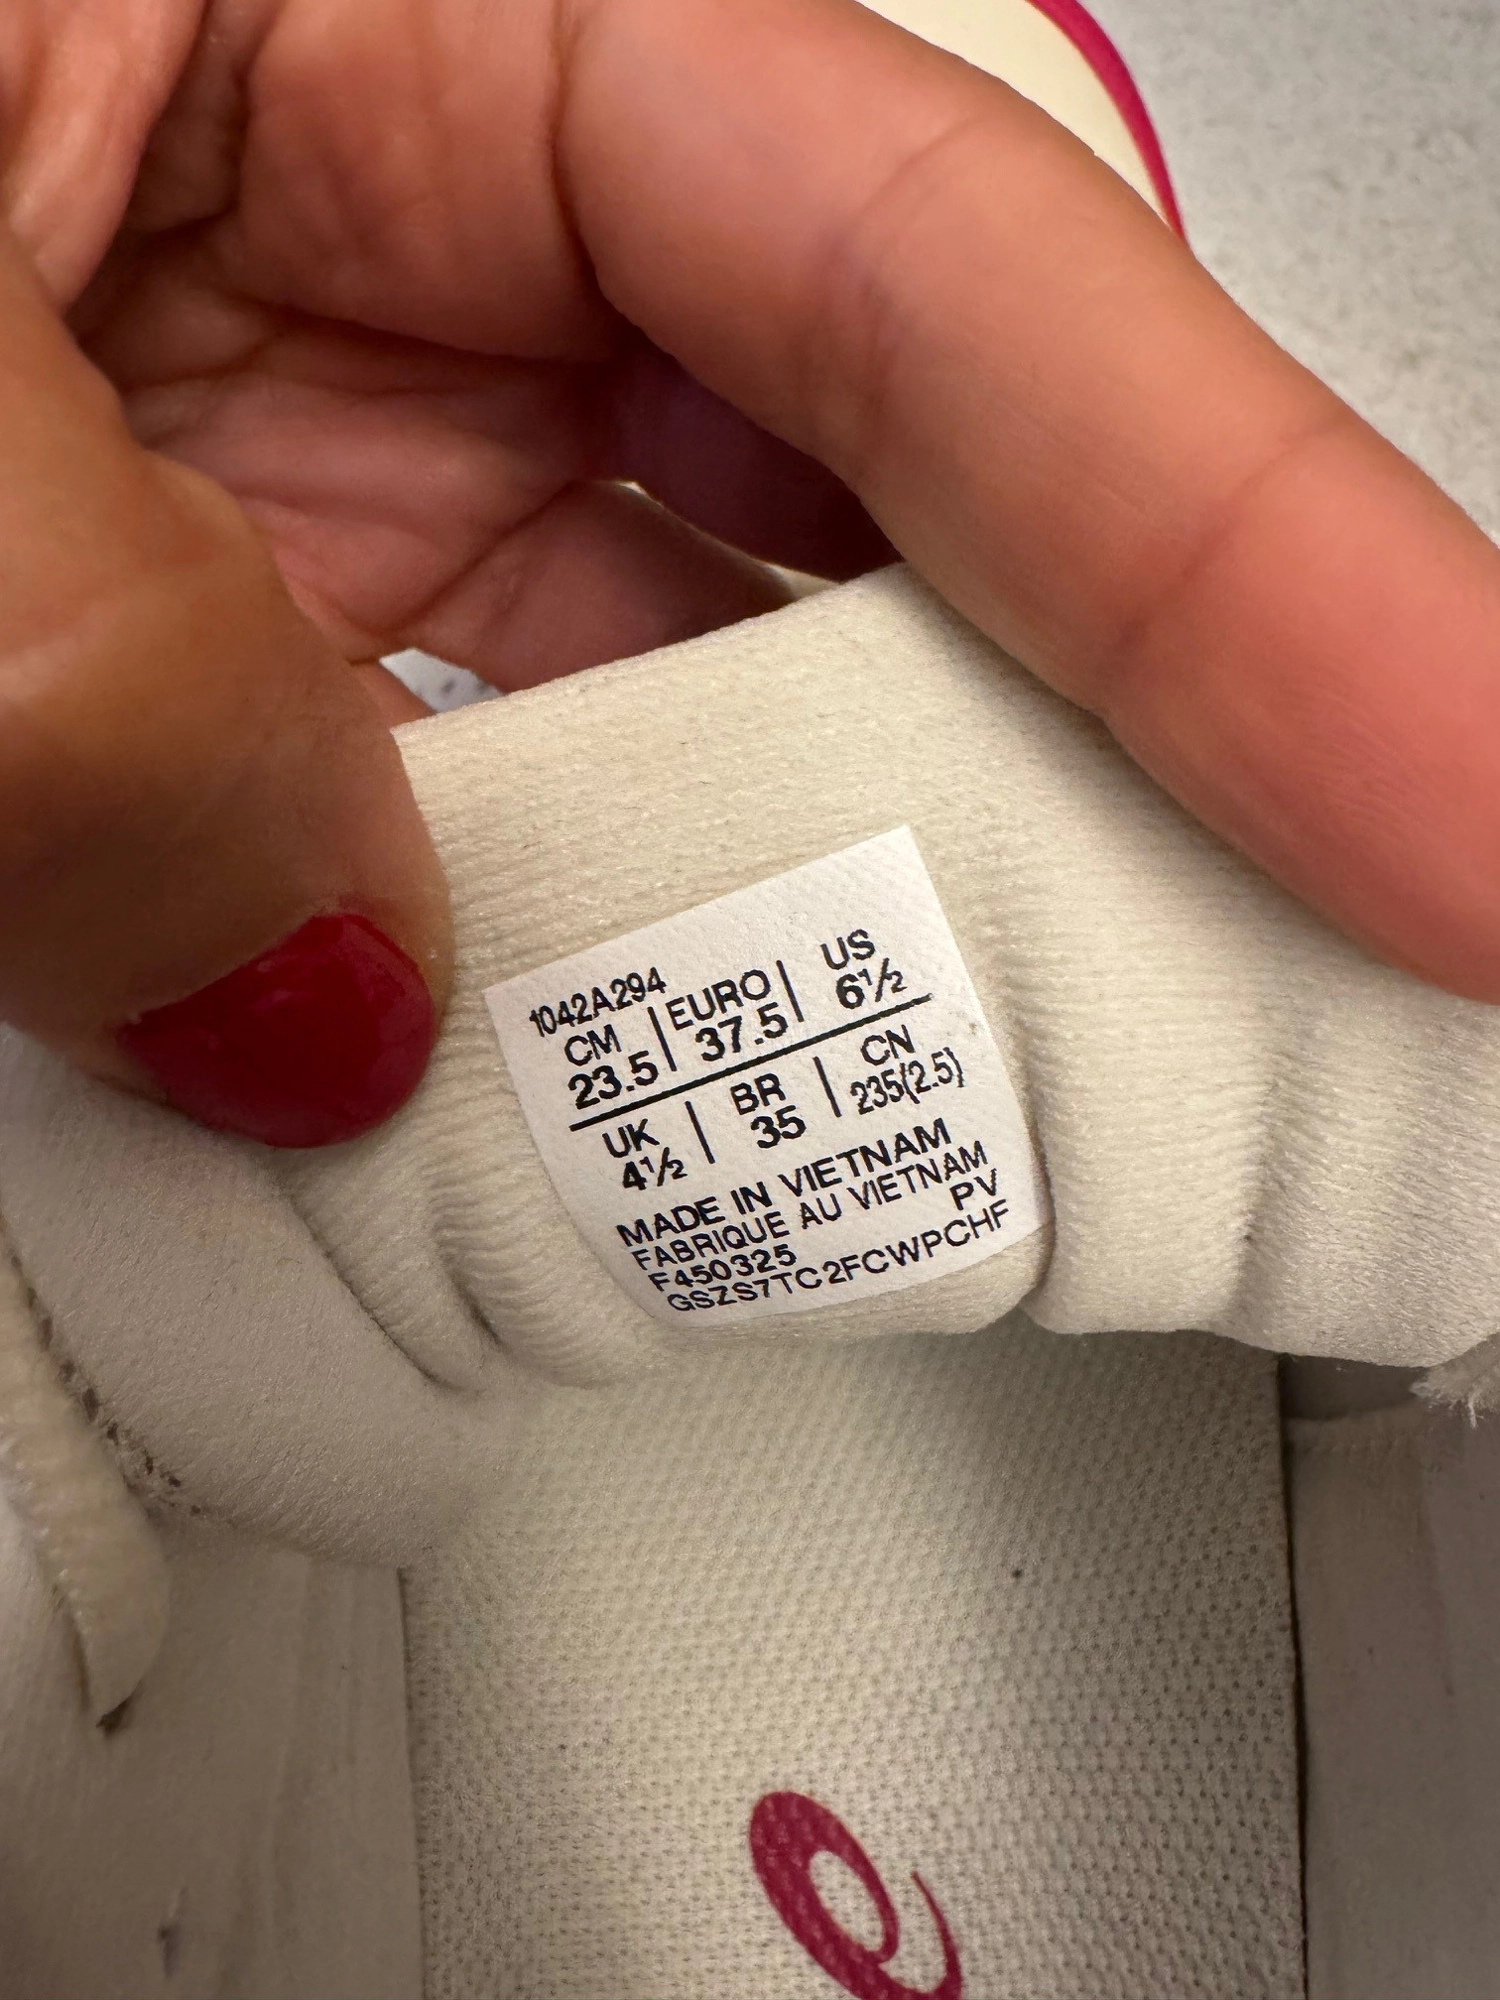 1042A294
CM | EURO | US
23.5 | 37.5 | 6½
UK | BR | CN
4½ | 35 | 235(2.5)
MADE IN VIETNAM
FABRIQUE AU VIETNAM
PV
F450325
GSZS7TC2FCWPCHF